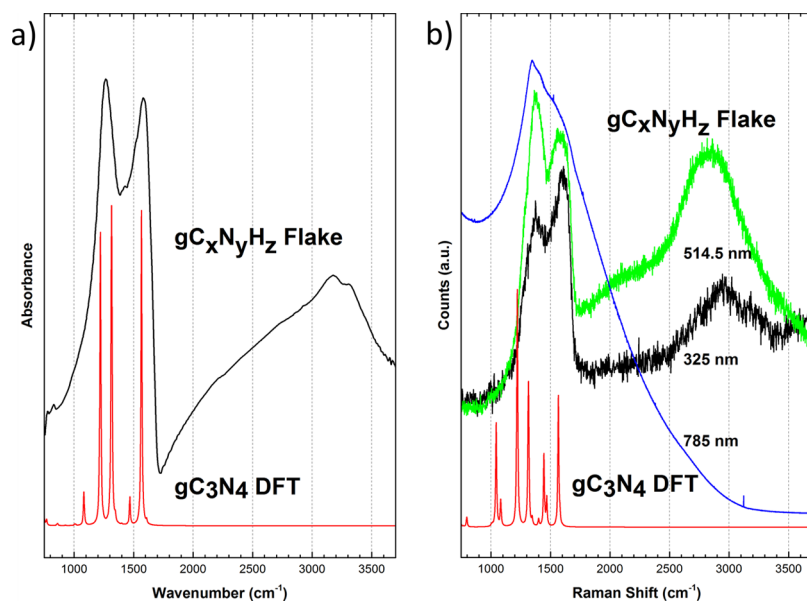 a)
gCxNyHz Flake
gC3N4 DFT
Absorbance
1000 1500 2000 2500 3000 3500
Wavenumber (cm-1)
b)
gCxNyHz Flake
514.5 nm
325 nm
785 nm
gC3N4 DFT
Counts (a.u.)
1000 1500 2000 2500 3000 3500
Raman Shift (cm-1)